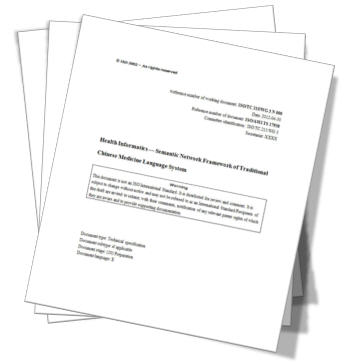 © ISO 2002 – All rights reserved
Reference number of working document: ISO/TC 215/WG 3 N 000
Date: 2012-04-30
Reference number of document: ISO/AWI TS 17938
Committee identification: ISO/TC 215/WG 3
Secretariat: XXXX
Health Informatics — Semantic Network Framework of Traditional
Chinese Medicine Language System
Warning
This document is not an ISO International Standard. It is distributed for review and comment. It is
subject to change without notice and may not be referred to as an International Standard. Recipients of
this draft are invited to submit, with their comments, notification of any relevant patent rights of which
they are aware and to provide supporting documentation.
Document type: Technical specification
Document subtype: if applicable
Document stage: (20) Preparation
Document language: E